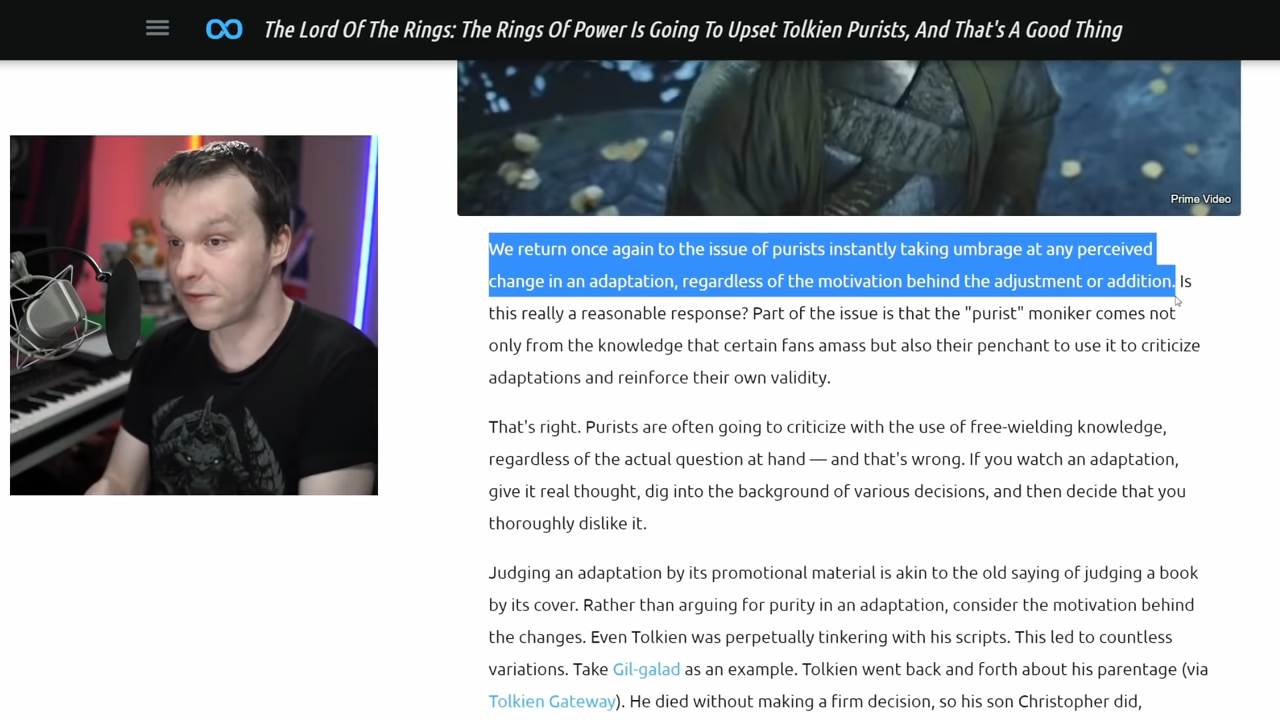 The Lord Of The Rings: The Rings Of Power Is Going To Upset Tolkien Purists, And That's A Good Thing
Prime Video
We return once again to the issue of purists instantly taking umbrage at any perceived
change in an adaptation, regardless of the motivation behind the adjustment or addition. Is
this really a reasonable response? Part of the issue is that the "purist" moniker comes not
only from the knowledge that certain fans amass but also their penchant to use it to criticize
adaptations and reinforce their own validity.
That's right. Purists are often going to criticize with the use of free-wielding knowledge,
regardless of the actual question at hand — and that's wrong. If you watch an adaptation,
give it real thought, dig into the background of various decisions, and then decide that you
thoroughly dislike it.
Judging an adaptation by its promotional material is akin to the old saying of judging a book
by its cover. Rather than arguing for purity in an adaptation, consider the motivation behind
the changes. Even Tolkien was perpetually tinkering with his scripts. This led to countless
variations. Take Gil-galad as an example. Tolkien went back and forth about his parentage (via
Tolkien Gateway). He died without making a firm decision, so his son Christopher did,